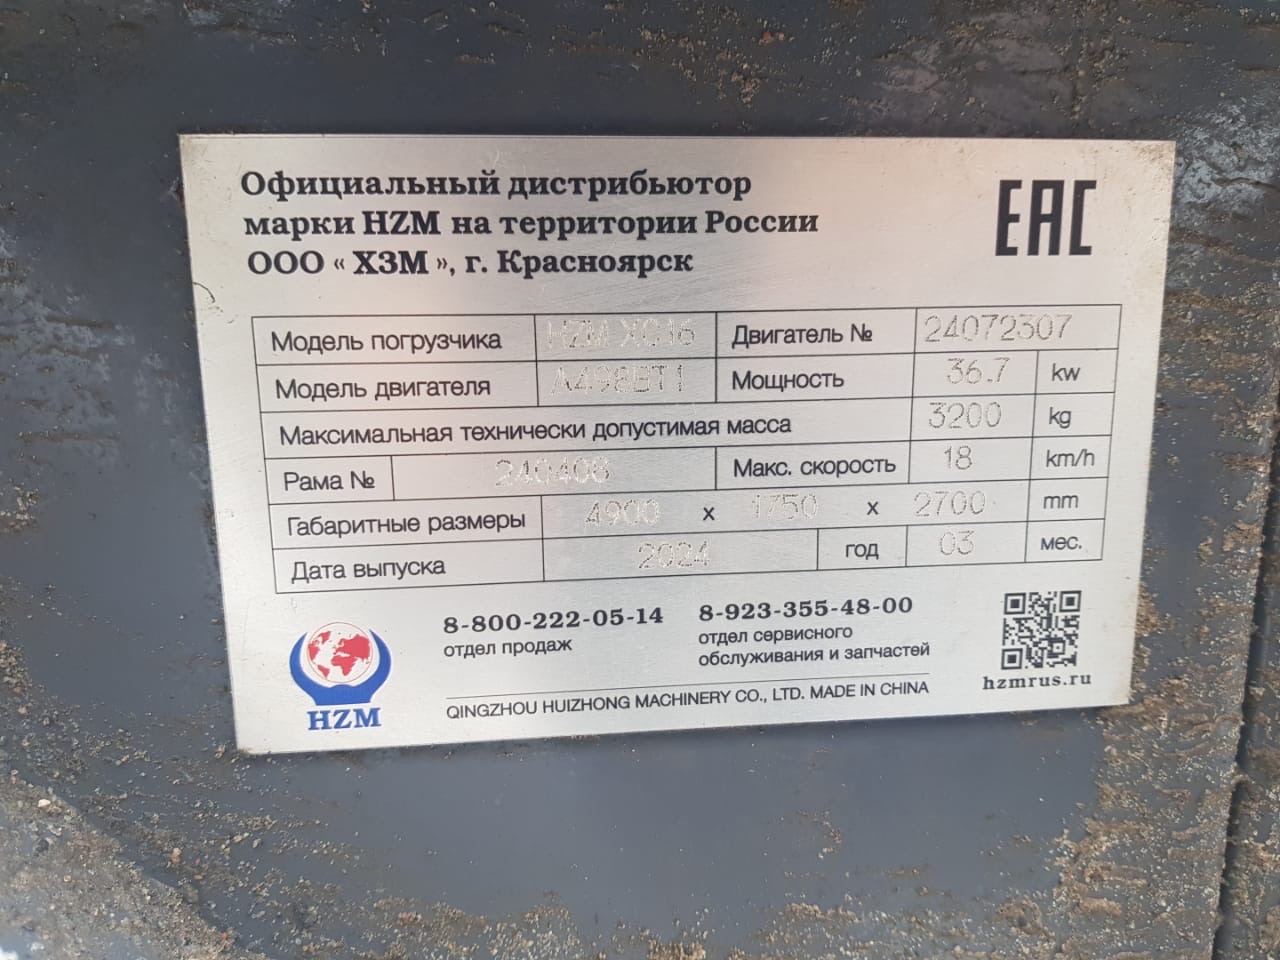 Официальный дистрибьютор
марки HZM на территории России
ООО « ХЗМ », г. Красноярск
EAC
Модель погрузчика HZM XC16 Двигатель № 24072307
Модель двигателя A498BT1 Мощность 36.7 kw
Максимальная технически допустимая масса 3200 kg
Рама № 240408 Макс. скорость 18 km/h
Габаритные размеры 4900 x 1750 x 2700 mm
Дата выпуска 2024 год 03 мес.
8-800-222-05-14
отдел продаж
8-923-355-48-00
отдел сервисного
обслуживания и запчастей
hzmrus.ru
HZM
QINGZHOU HUIZHONG MACHINERY CO., LTD. MADE IN CHINA